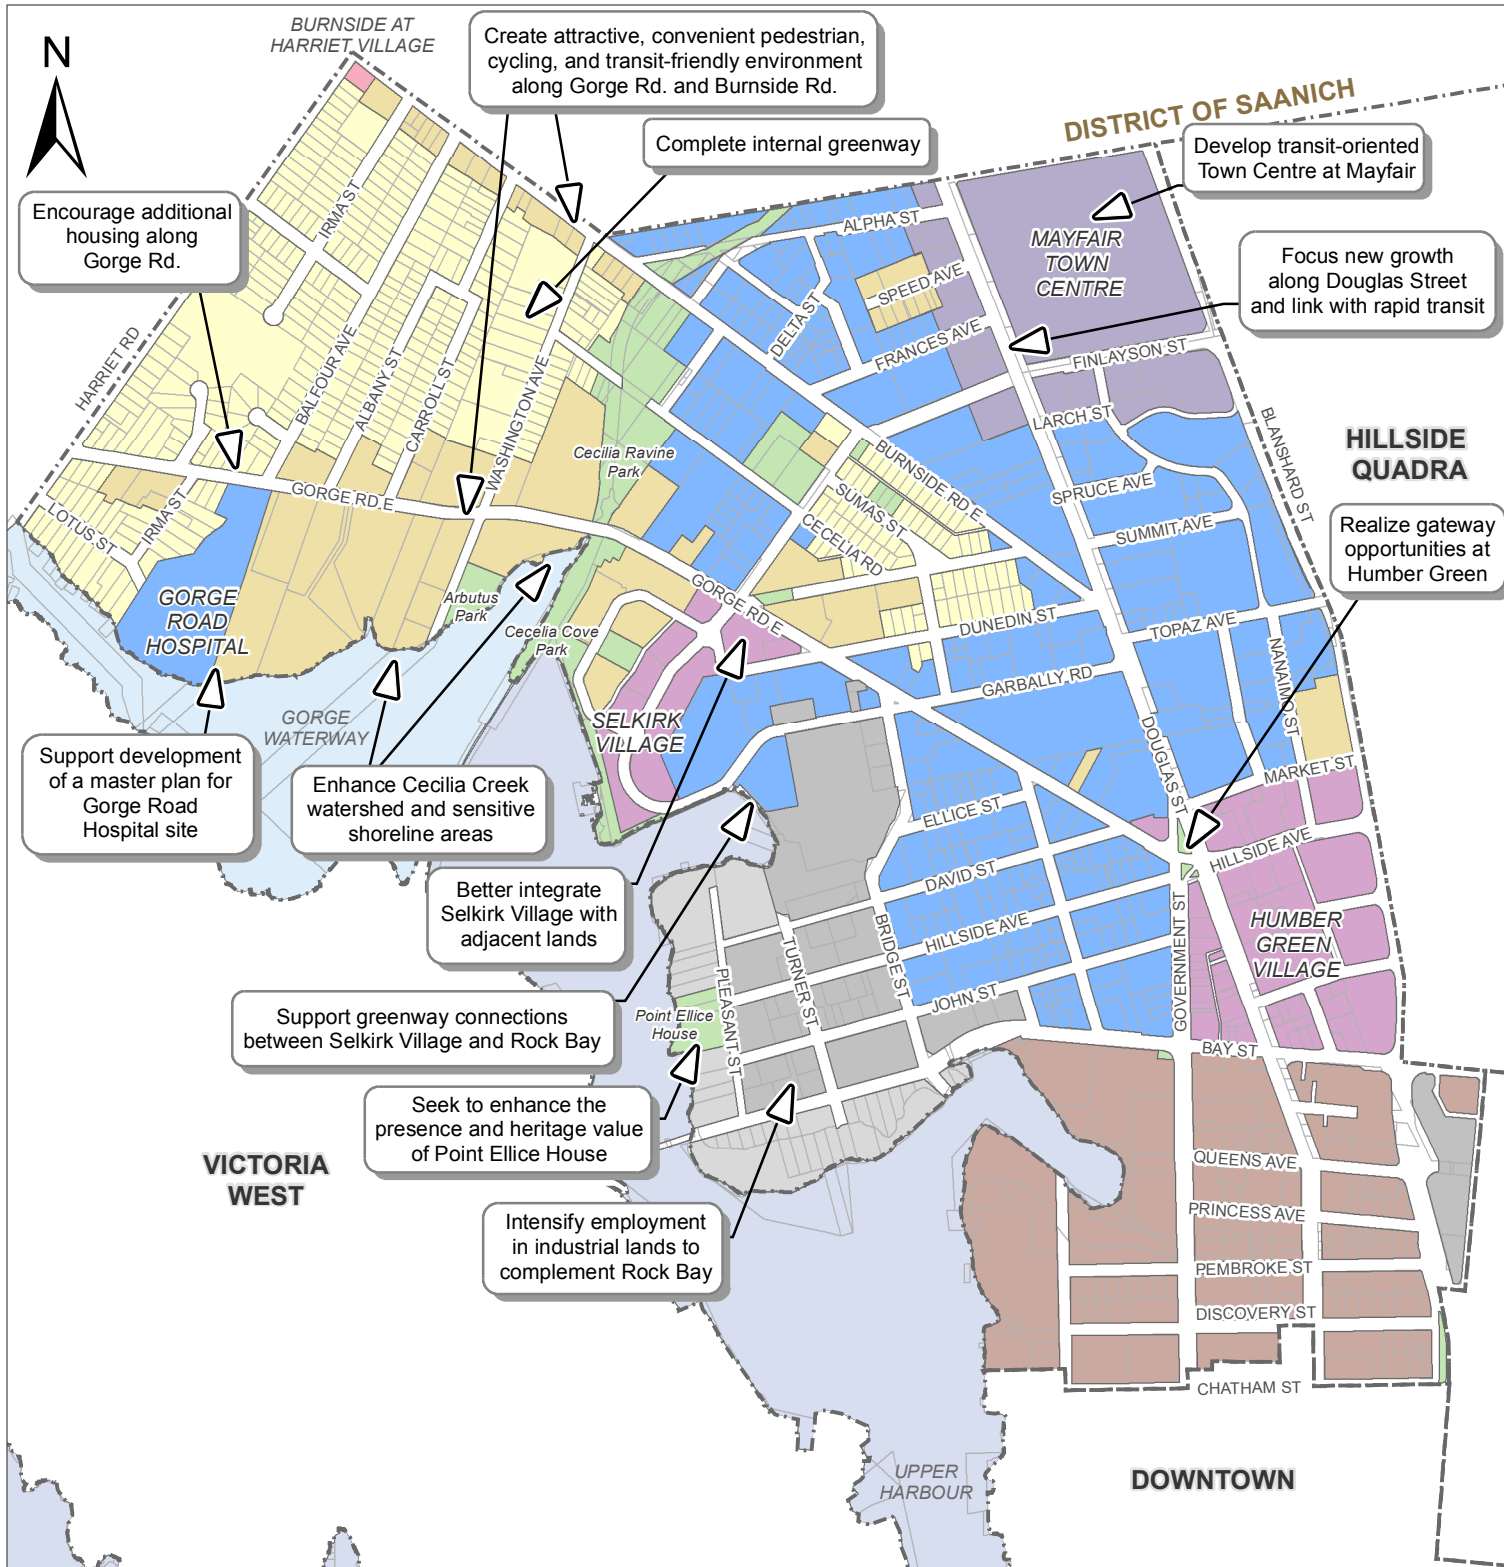 BURNSIDE AT
HARRIET VILLAGE
N
Create attractive, convenient pedestrian,
cycling, and transit-friendly environment
along Gorge Rd. and Burnside Rd.
DISTRICT OF SAANICH
Complete internal greenway
Develop transit-oriented
Town Centre at Mayfair
Encourage additional
housing along
Gorge Rd.
Focus new growth
along Douglas Street
and link with rapid transit
MAYFAIR
TOWN
CENTRE
IRMA ST
ALPHA ST
SPEED AVE
DELTA ST
FRANCES AVE
FINLAYSON ST
HARRIET RD
BALFOUR AVE
ALBANY ST
CARROLL ST
WASHINGTON AVE
LARCH ST
BLANSHARD ST
HILLSIDE
QUADRA
Cecilia Ravine
Park
BURNSIDE RD E
SPRUCE AVE
SUMMIT AVE
GORGE RD E
LOTUS ST
IRMA ST
SUMAS ST
CECELIA RD
Realize gateway
opportunities at
Humber Green
GORGE
ROAD
HOSPITAL
Arbutus
Park
Cecelia Cove
Park
GORGE RD E
DUNEDIN ST
TOPAZ AVE
NANAIMO ST
GARBALLY RD
GORGE
WATERWAY
SELKIRK
VILLAGE
DOUGLAS ST
MARKET ST
Support development
of a master plan for
Gorge Road
Hospital site
Enhance Cecilia Creek
watershed and sensitive
shoreline areas
ELLICE ST
HILLSIDE AVE
DAVID ST
Better integrate
Selkirk Village with
adjacent lands
HILLSIDE AVE
HUMBER
GREEN
VILLAGE
PLEASANT ST
TURNER ST
BRIDGE ST
JOHN ST
GOVERNMENT ST
Support greenway connections
between Selkirk Village and Rock Bay
Point Ellice
House
BAY ST
Seek to enhance the
presence and heritage value
of Point Ellice House
VICTORIA
WEST
QUEENS AVE
PRINCESS AVE
Intensify employment
in industrial lands to
complement Rock Bay
PEMBROKE ST
DISCOVERY ST
CHATHAM ST
UPPER
HARBOUR
DOWNTOWN